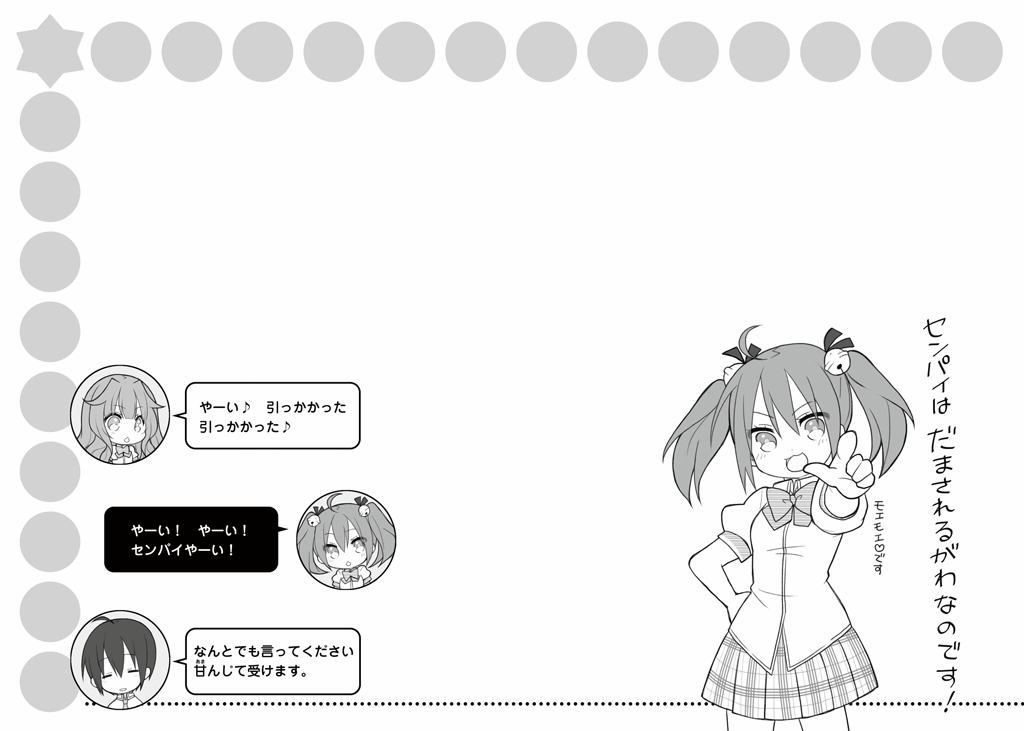 やーい♪　引っかかった
引っかかった♪
やーい！　やーい！
センパイやーい！
なんとでも言ってください
甘んじて受けます。
あま
センパイは だまされるがわなのです！
モエモエ♡です